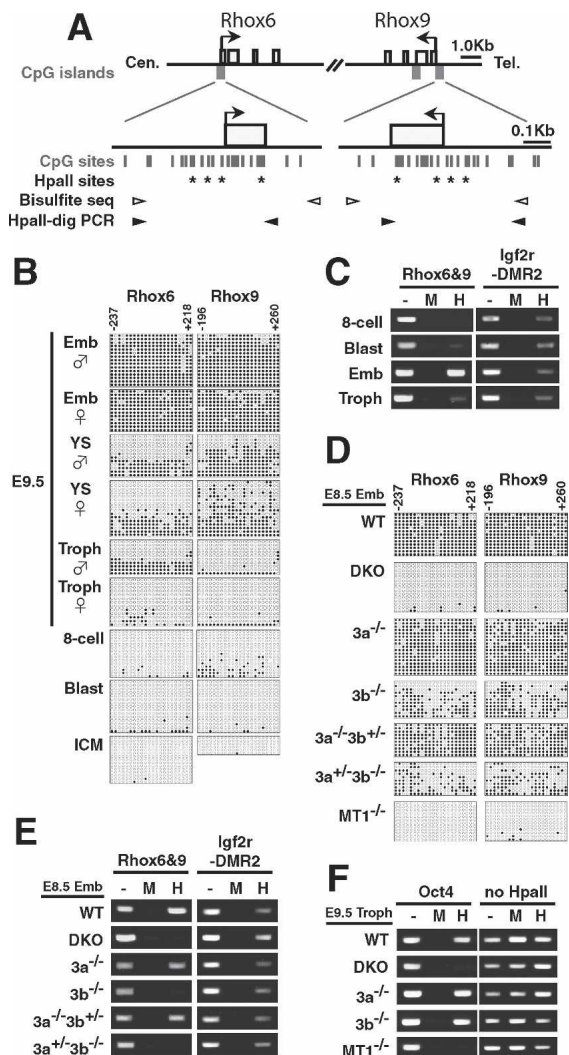 A
Rhox6 Rhox9
Cen. 1.0Kb Tel.
CpG islands
0.1Kb
CpG sites
HpaII sites * * * * * * * *
Bisulfite seq
HpaII-dig PCR
B
Rhox6 Rhox9
-237 +218 -196 +260
E9.5
Emb ♂
Emb ♀
YS ♂
YS ♀
Troph ♂
Troph ♀
8-cell
Blast
ICM
C
Rhox6&9 Igf2r
-DMR2
- M H - M H
8-cell
Blast
Emb
Troph
D
Rhox6 Rhox9
-237 +218 -196 +260
E8.5 Emb
WT
DKO
3a-/-
3b-/-
3a-/-3b+/-
3a+/-3b-/-
MT1-/-
E
Rhox6&9 Igf2r
-DMR2
E8.5 Emb - M H - M H
WT
DKO
3a-/-
3b-/-
3a-/-3b+/-
3a+/-3b-/-
F
Oct4 no HpaII
E9.5 Troph - M H - M H
WT
DKO
3a-/-
3b-/-
MT1-/-